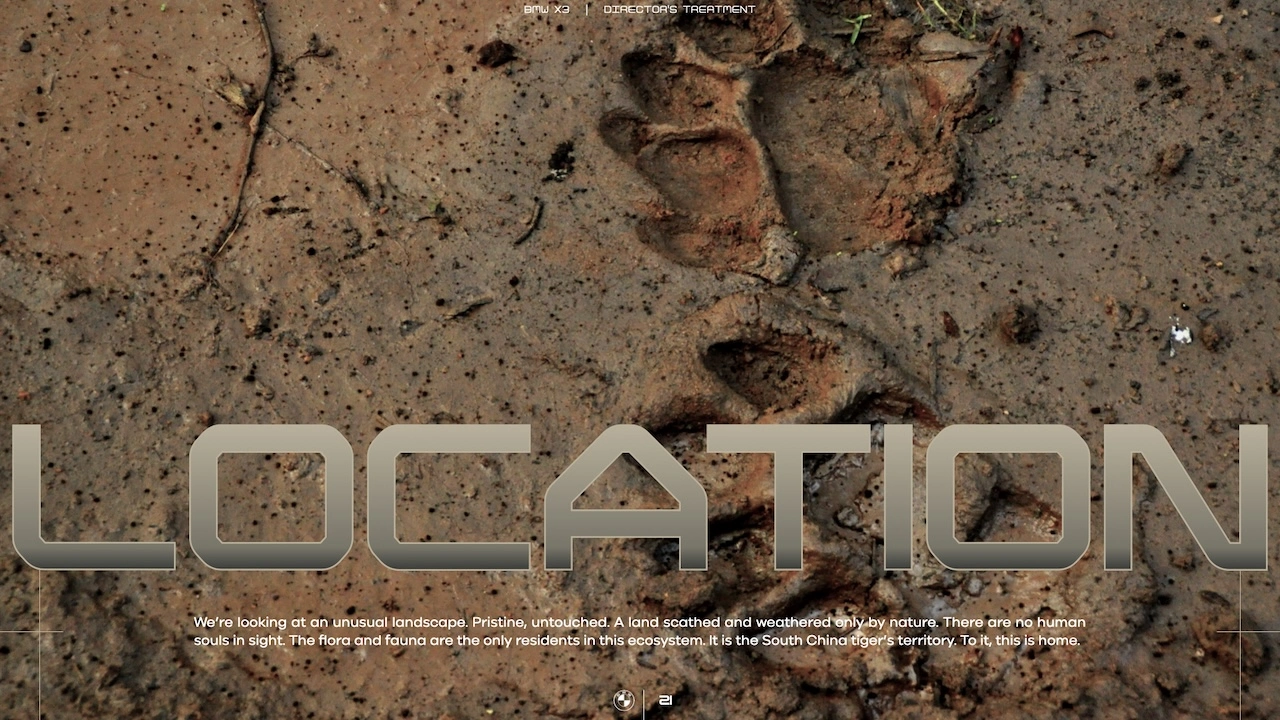 BMW X3 | DIRECTOR'S TREATMENT
LOCATION
We're looking at an unusual landscape. Pristine, untouched. A land scathed and weathered only by nature. There are no human
souls in sight. The flora and fauna are the only residents in this ecosystem. It is the South China tiger's territory. To it, this is home.
21